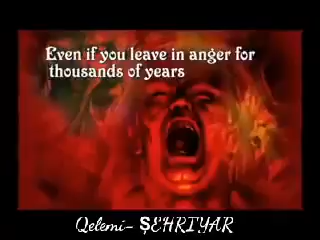 Even if you leave in anger for
thousands of years
Qelemi- ŞEHRIYAR